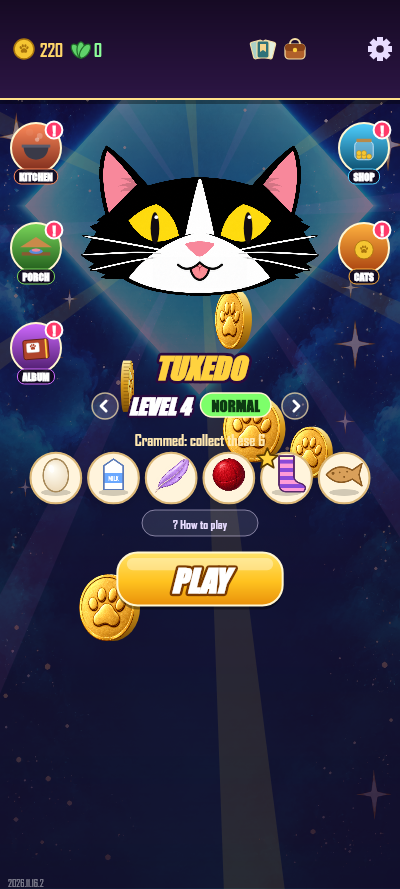 220
0
KITCHEN
SHOP
PORCH
CATS
ALBUM
TUXEDO
LEVEL 4
NORMAL
Crammed: collect these 6
MILK
? How to play
PLAY
2026.11.16.2